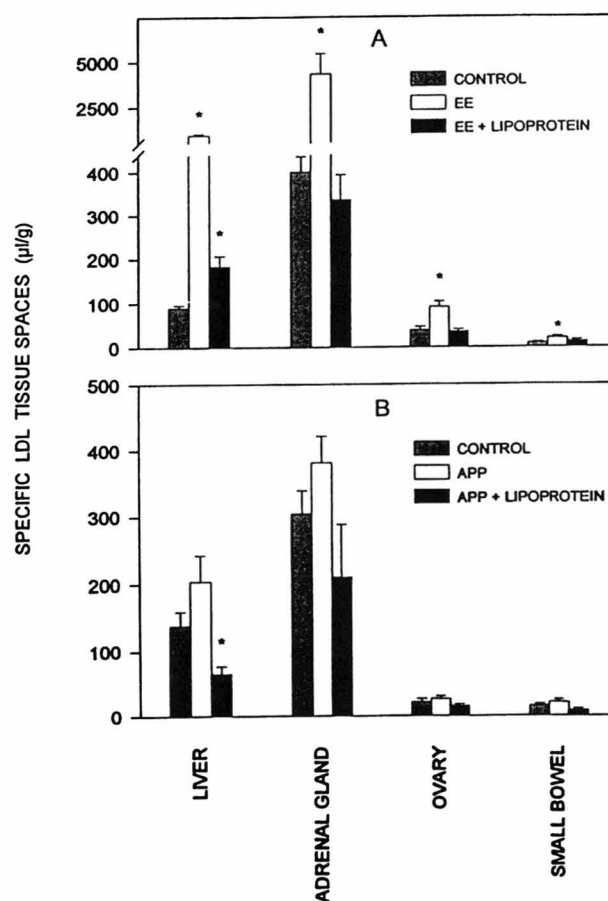 SPECIFIC LDL TISSUE SPACES (µl/g)
A
*
5000
2500
400
300
200
100
0
*
*
*
*
CONTROL
EE
EE + LIPOPROTEIN
B
500
400
300
200
100
0
*
CONTROL
APP
APP + LIPOPROTEIN
LIVER
ADRENAL GLAND
OVARY
SMALL BOWEL